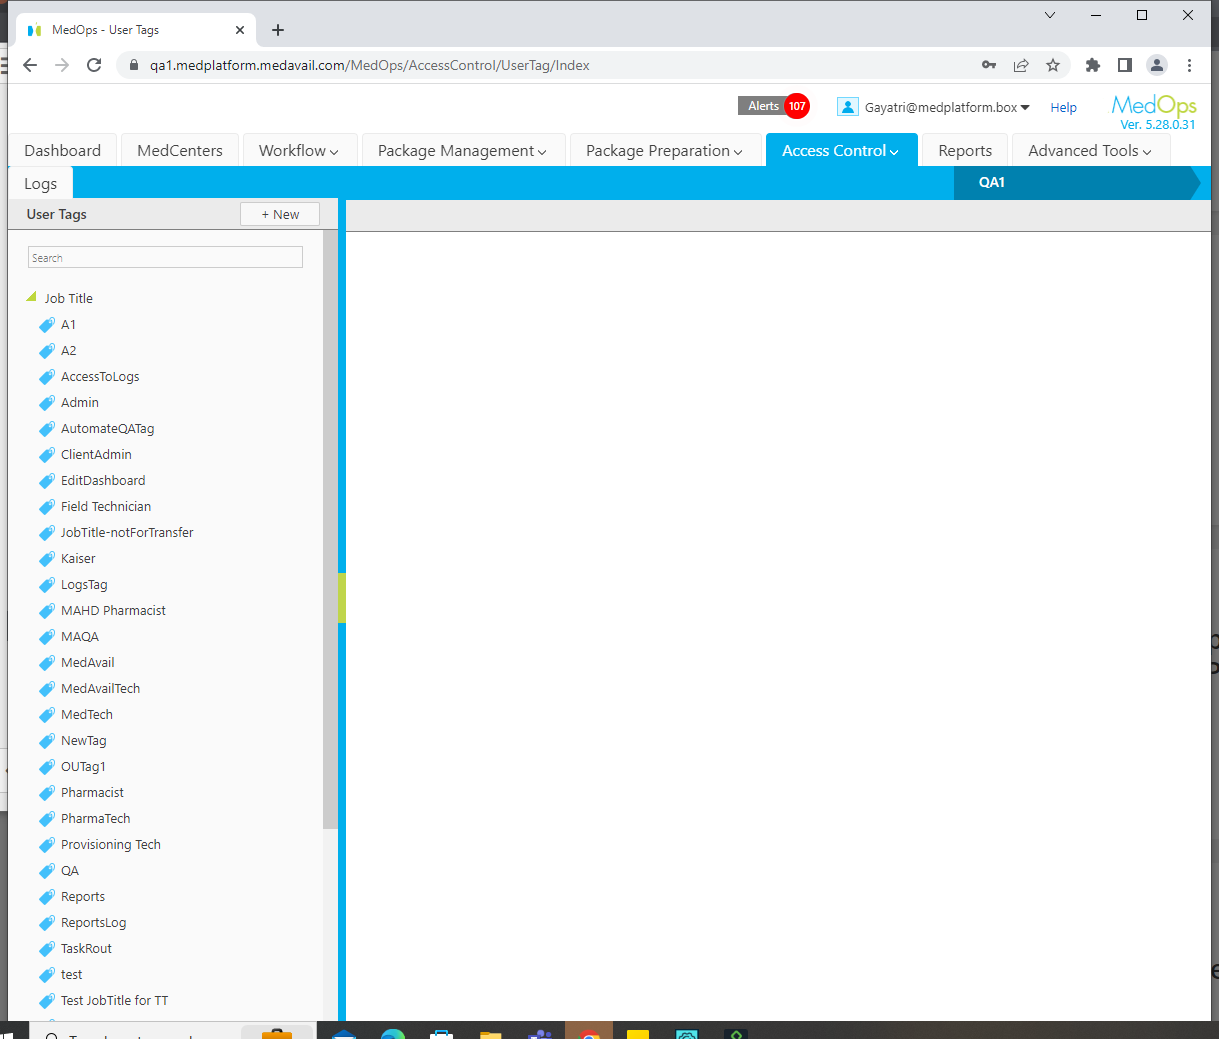 MedOps - User Tags
qa1.medplatform.medavail.com/MedOps/AccessControl/UserTag/Index
Alerts 107
Gayatri@medplatform.box
Help
MedOps
Ver. 5.28.0.31
Dashboard
MedCenters
Workflow
Package Management
Package Preparation
Access Control
Reports
Advanced Tools
Logs
QA1
User Tags
+ New
Search
Job Title
A1
A2
AccessToLogs
Admin
AutomateQATag
ClientAdmin
EditDashboard
Field Technician
JobTitle-notForTransfer
Kaiser
LogsTag
MAHD Pharmacist
MAQA
MedAvail
MedAvailTech
MedTech
NewTag
OUTag1
Pharmacist
PharmaTech
Provisioning Tech
QA
Reports
ReportsLog
TaskRout
test
Test JobTitle for TT